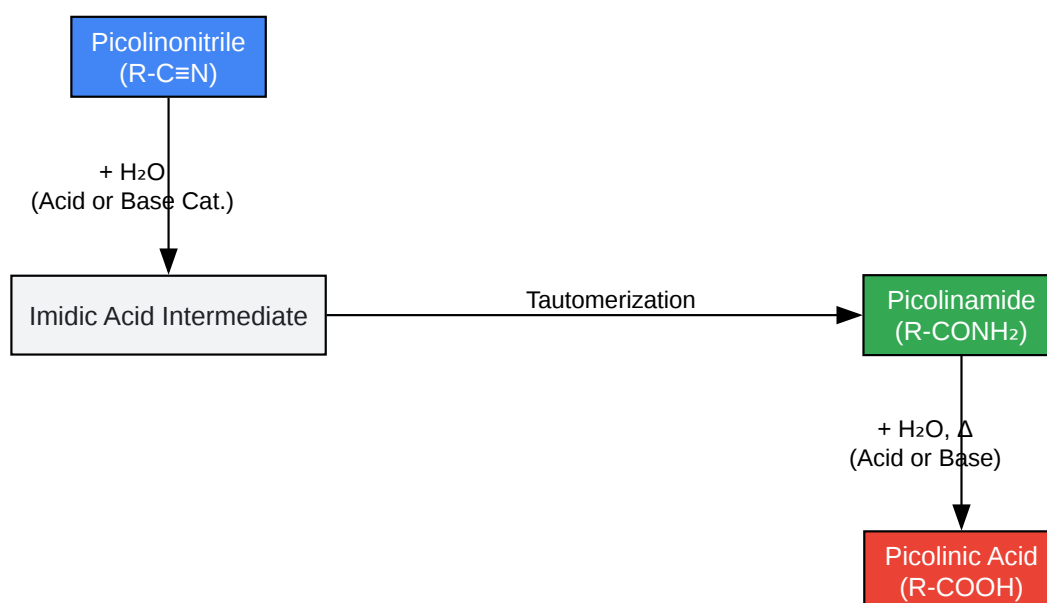 Picolinonitrile
(R-C≡N)
+ H₂O
(Acid or Base Cat.)
Imidic Acid Intermediate
Tautomerization
Picolinamide
(R-CONH₂)
+ H₂O, Δ
(Acid or Base)
Picolinic Acid
(R-COOH)